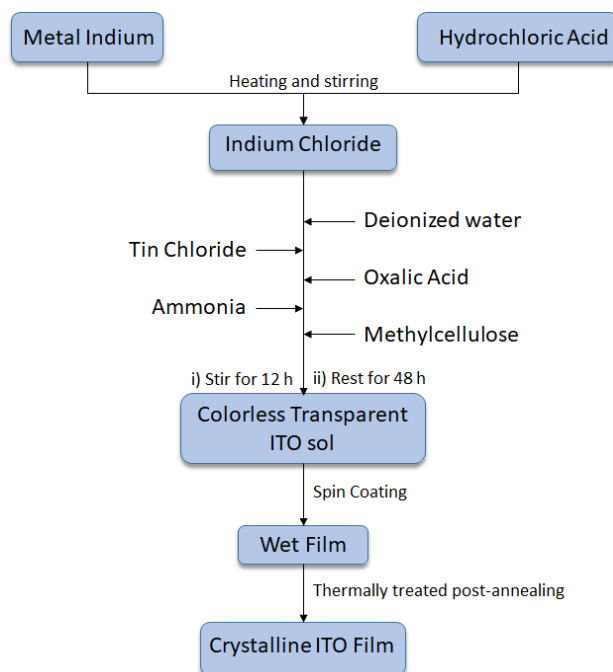 Metal Indium
Hydrochloric Acid
Heating and stirring
Indium Chloride
Deionized water
Tin Chloride
Oxalic Acid
Ammonia
Methylcellulose
i) Stir for 12 h ii) Rest for 48 h
Colorless Transparent
ITO sol
Spin Coating
Wet Film
Thermally treated post-annealing
Crystalline ITO Film